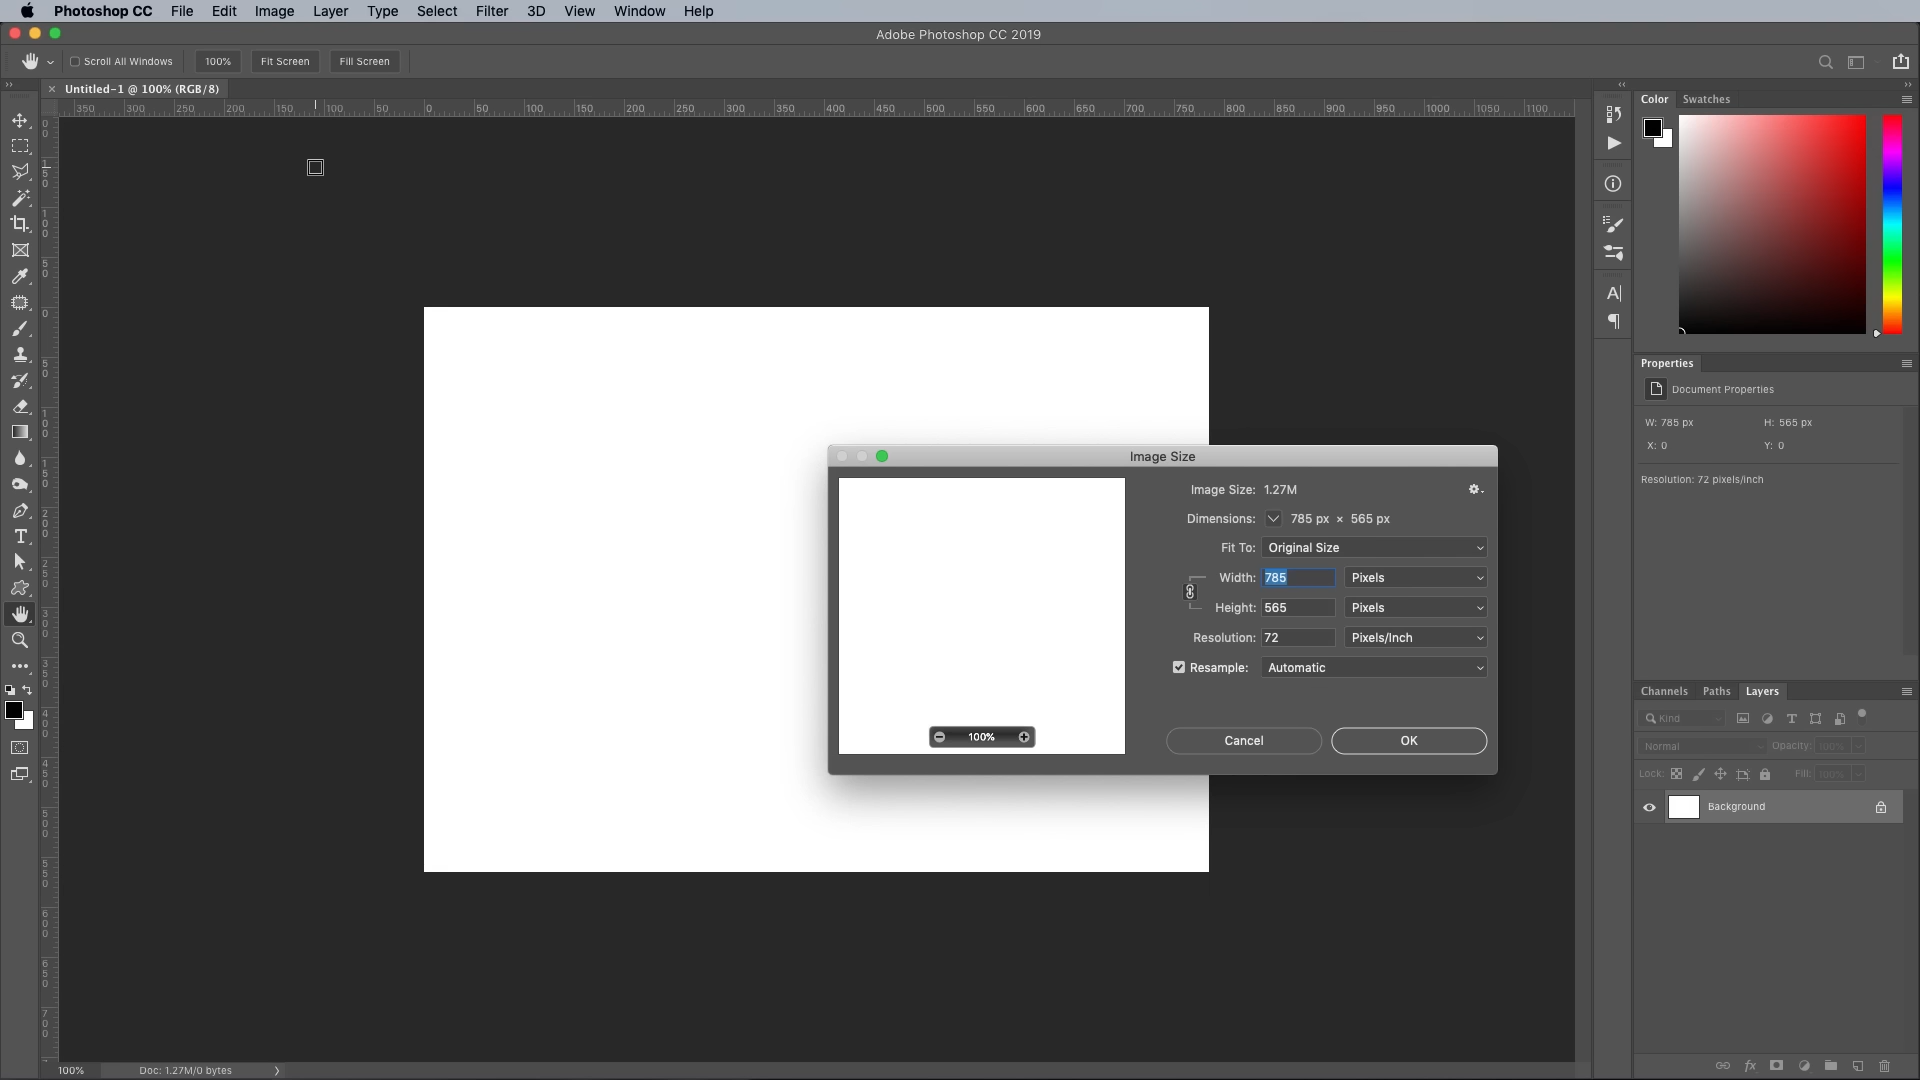 Photoshop CC File Edit Image Layer Type Select Filter 3D View Window Help
Adobe Photoshop CC 2019
Scroll All Windows 100% Fit Screen Fill Screen
Untitled-1 @ 100% (RGB/8)
350 300 250 200 150 100 50 0 50 100 150 200 250 300 350 400 450 500 550 600 650 700 750 800 850 900 950 1000 1050 1100
Color Swatches
Properties
Document Properties
W: 785 px H: 565 px
X: 0 Y: 0
Resolution: 72 pixels/inch
Image Size
Image Size: 1.27M
Dimensions: 785 px × 565 px
Fit To: Original Size
Width: 785 Pixels
Height: 565 Pixels
Resolution: 72 Pixels/Inch
Resample: Automatic
100%
Cancel OK
Channels Paths Layers
Kind
Normal Opacity: 100%
Lock: Fill: 100%
Background
100% Doc: 1.27M/0 bytes